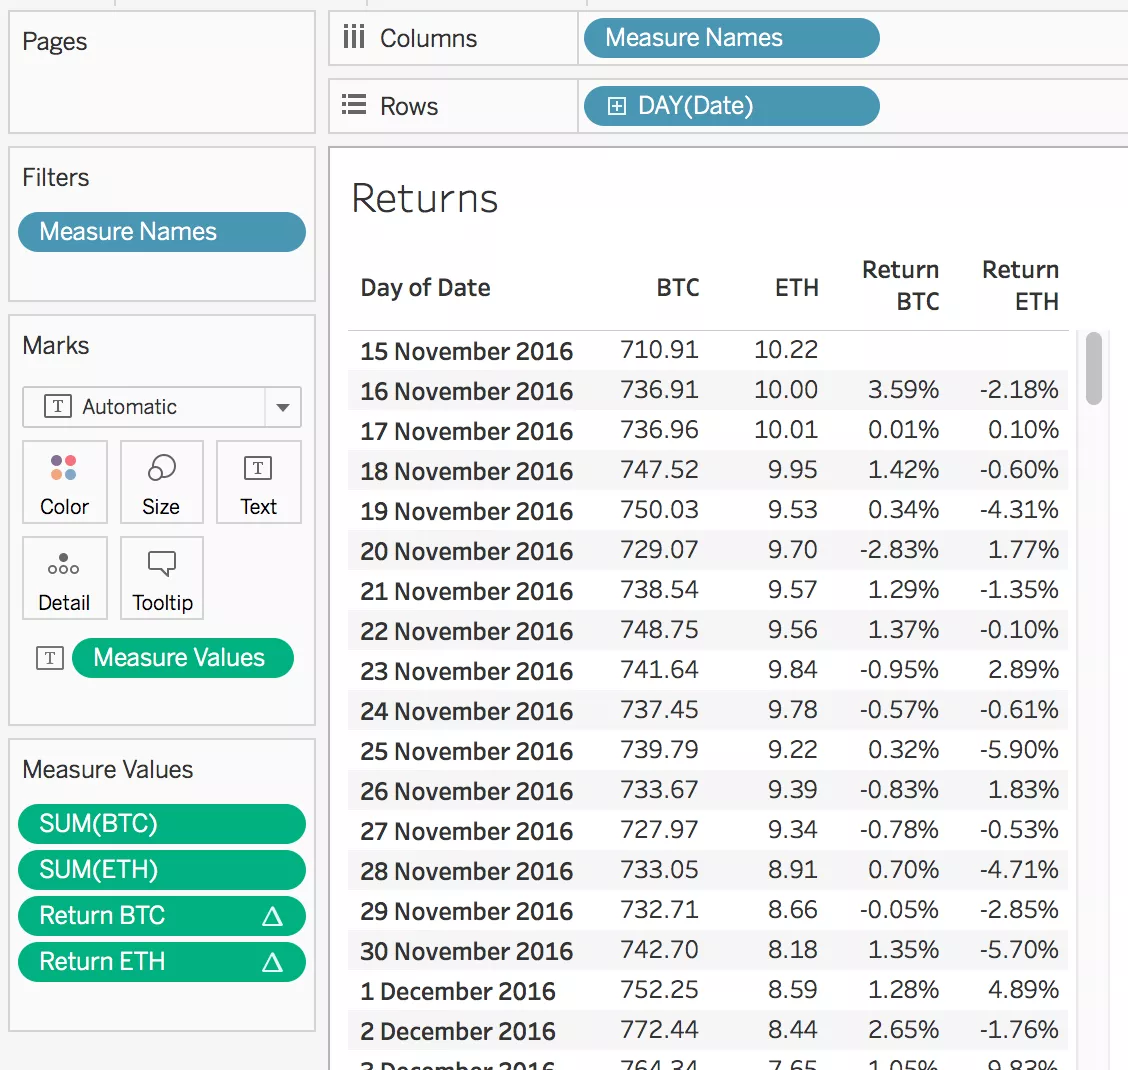 Pages
Columns Measure Names
Rows DAY(Date)
Filters
Measure Names
Marks
T Automatic
Color Size T Text
Detail Tooltip
T Measure Values
Measure Values
SUM(BTC)
SUM(ETH)
Return BTC Δ
Return ETH Δ
Returns
Day of Date BTC ETH Return BTC Return ETH
15 November 2016 710.91 10.22
16 November 2016 736.91 10.00 3.59% -2.18%
17 November 2016 736.96 10.01 0.01% 0.10%
18 November 2016 747.52 9.95 1.42% -0.60%
19 November 2016 750.03 9.53 0.34% -4.31%
20 November 2016 729.07 9.70 -2.83% 1.77%
21 November 2016 738.54 9.57 1.29% -1.35%
22 November 2016 748.75 9.56 1.37% -0.10%
23 November 2016 741.64 9.84 -0.95% 2.89%
24 November 2016 737.45 9.78 -0.57% -0.61%
25 November 2016 739.79 9.22 0.32% -5.90%
26 November 2016 733.67 9.39 -0.83% 1.83%
27 November 2016 727.97 9.34 -0.78% -0.53%
28 November 2016 733.05 8.91 0.70% -4.71%
29 November 2016 732.71 8.66 -0.05% -2.85%
30 November 2016 742.70 8.18 1.35% -5.70%
1 December 2016 752.25 8.59 1.28% 4.89%
2 December 2016 772.44 8.44 2.65% -1.76%